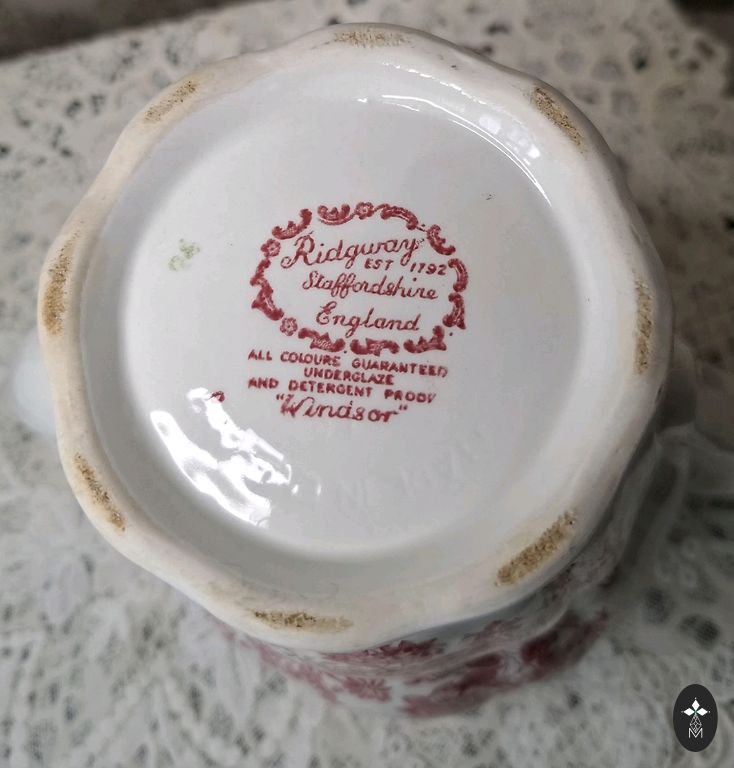 Ridgway
EST 1792
Staffordshire
England
ALL COLOURS GUARANTEED
UNDERGLAZE
AND DETERGENT PROOF
"Windsor"
M